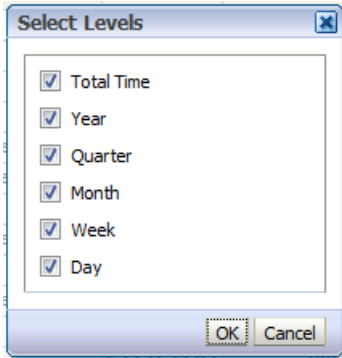 Select Levels
Total Time
Year
Quarter
Month
Week
Day
OK Cancel